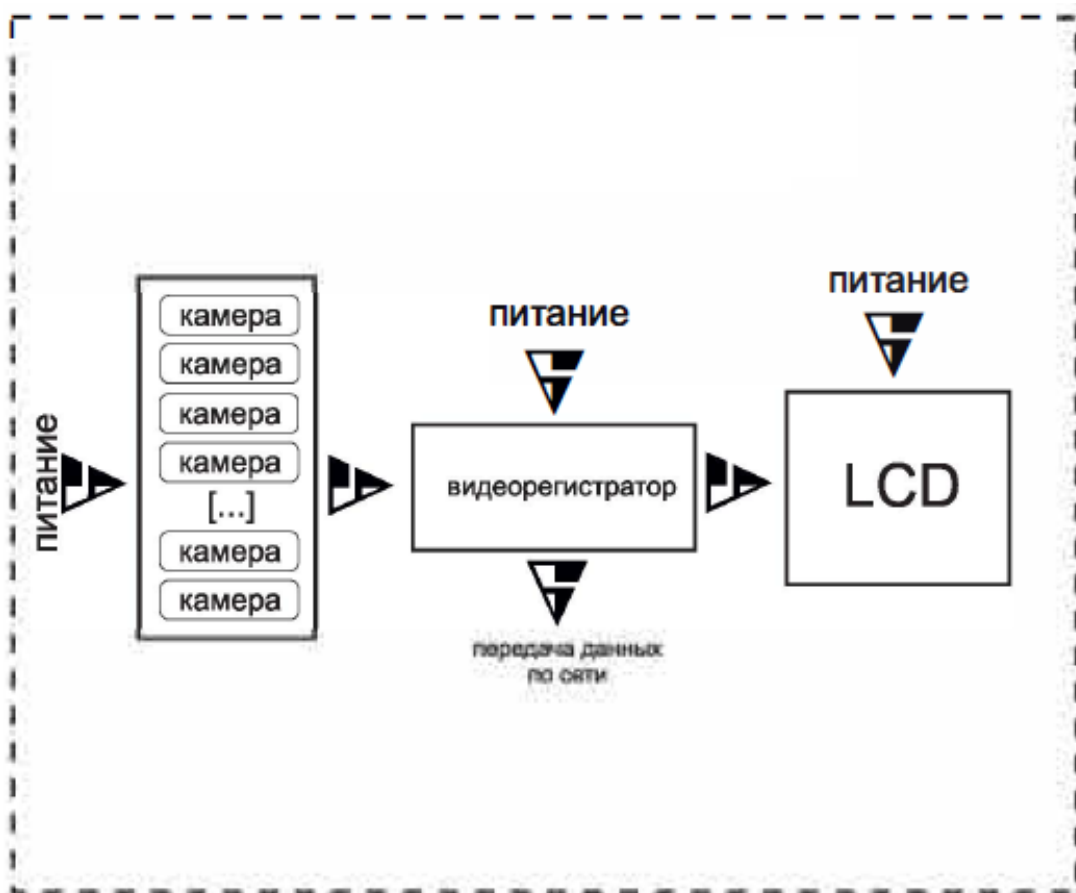 питание
камера
камера
камера
камера
[...]
камера
камера
питание
видеорегистратор
передача данных
по сети
питание
LCD